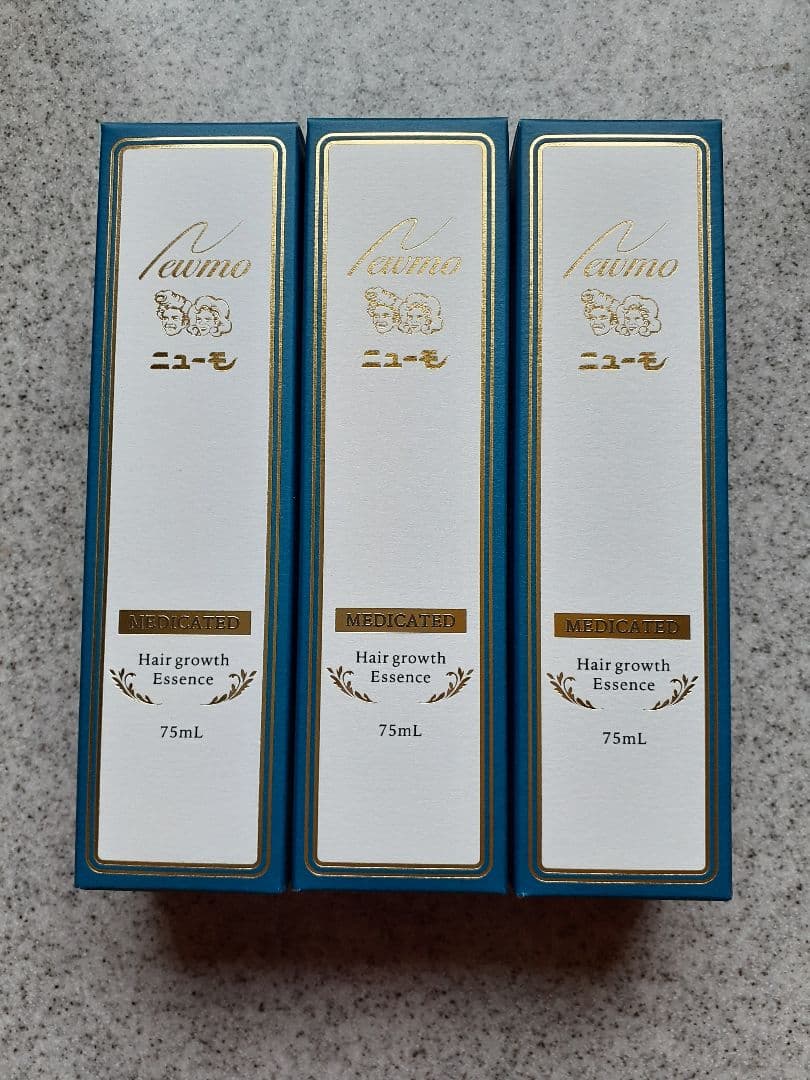 Newmo
ニューモ
MEDICATED
Hair growth
Essence
75mL
Newmo
ニューモ
MEDICATED
Hair growth
Essence
75mL
Newmo
ニューモ
MEDICATED
Hair growth
Essence
75mL